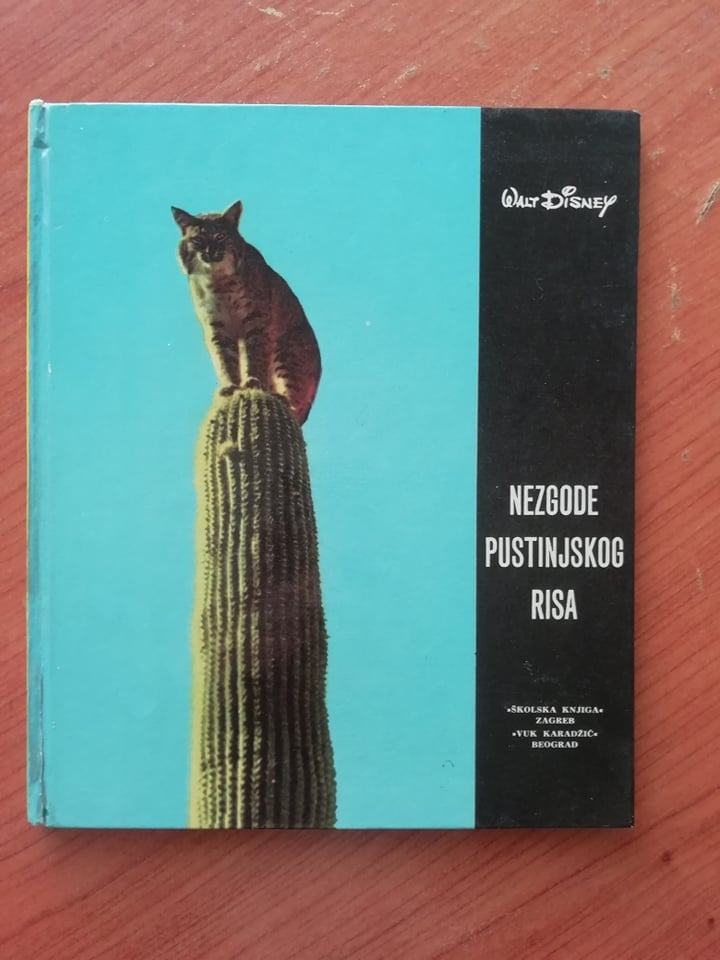 WALT DISNEY
NEZGODE
PUSTINJSKOG
RISA
»ŠKOLSKA KNJIGA«
ZAGREB
»VUK KARADŽIĆ«
BEOGRAD